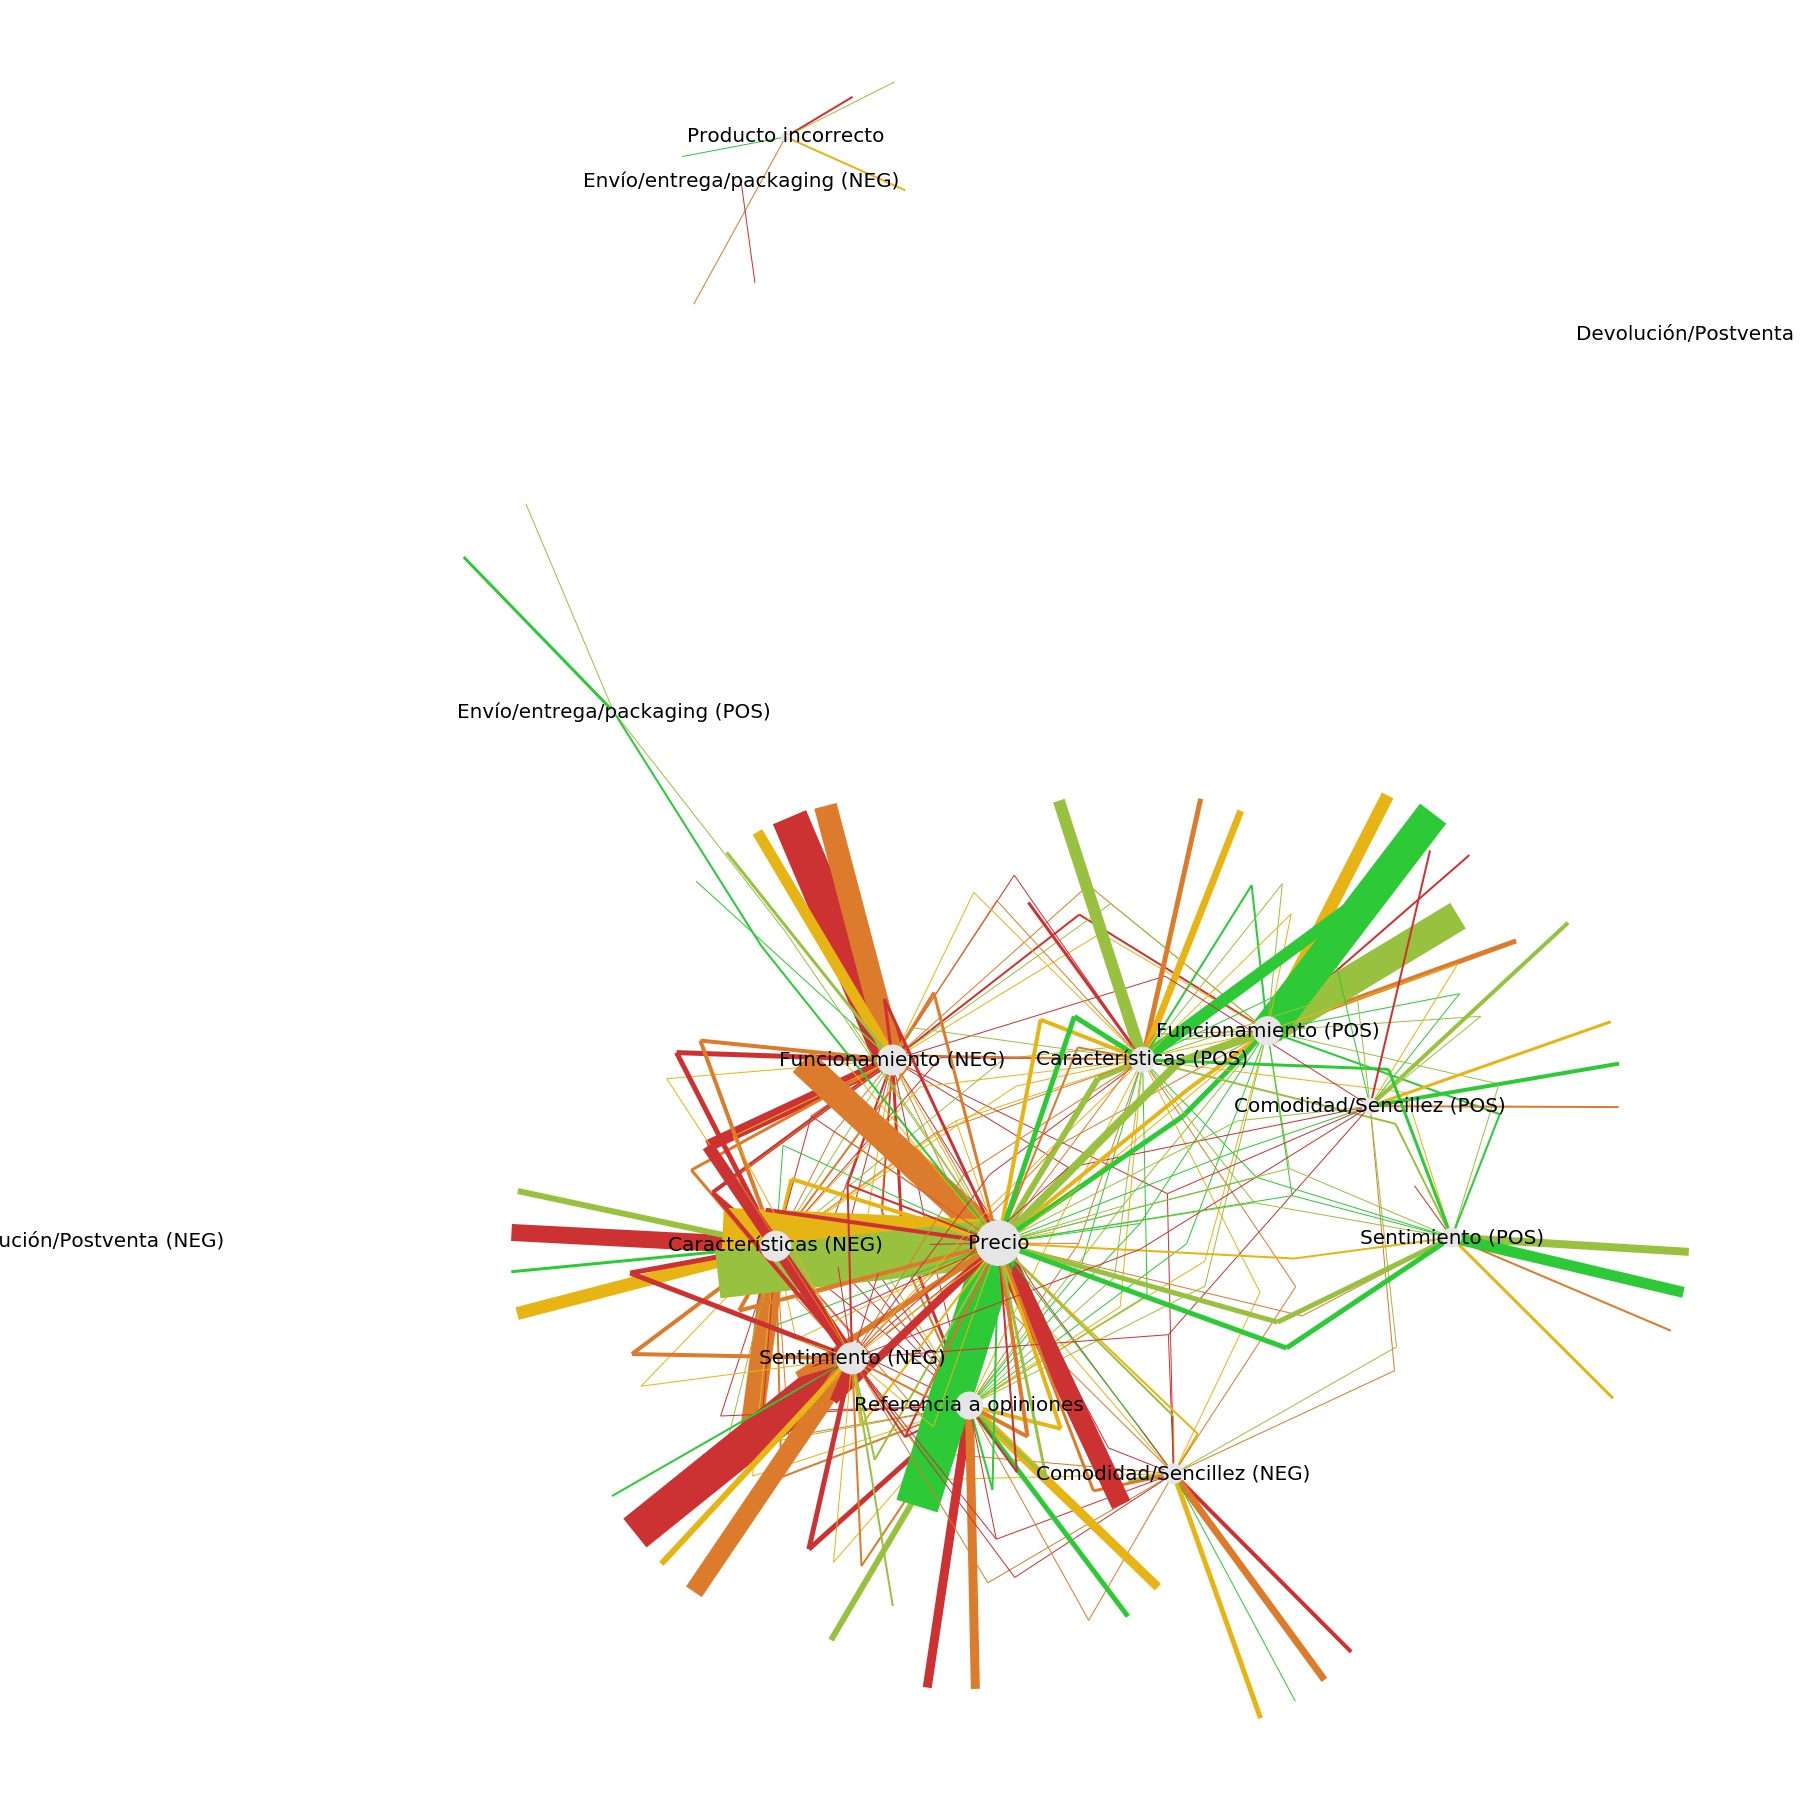 Producto incorrecto
Envío/entrega/packaging (NEG)
Devolución/Postventa
Envío/entrega/packaging (POS)
Funcionamiento (POS)
Funcionamiento (NEG)
Características (POS)
Comodidad/Sencillez (POS)
Sentimiento (POS)
ución/Postventa (NEG)
Características (NEG)
Precio
Sentimiento (NEG)
Referencia a opiniones
Comodidad/Sencillez (NEG)